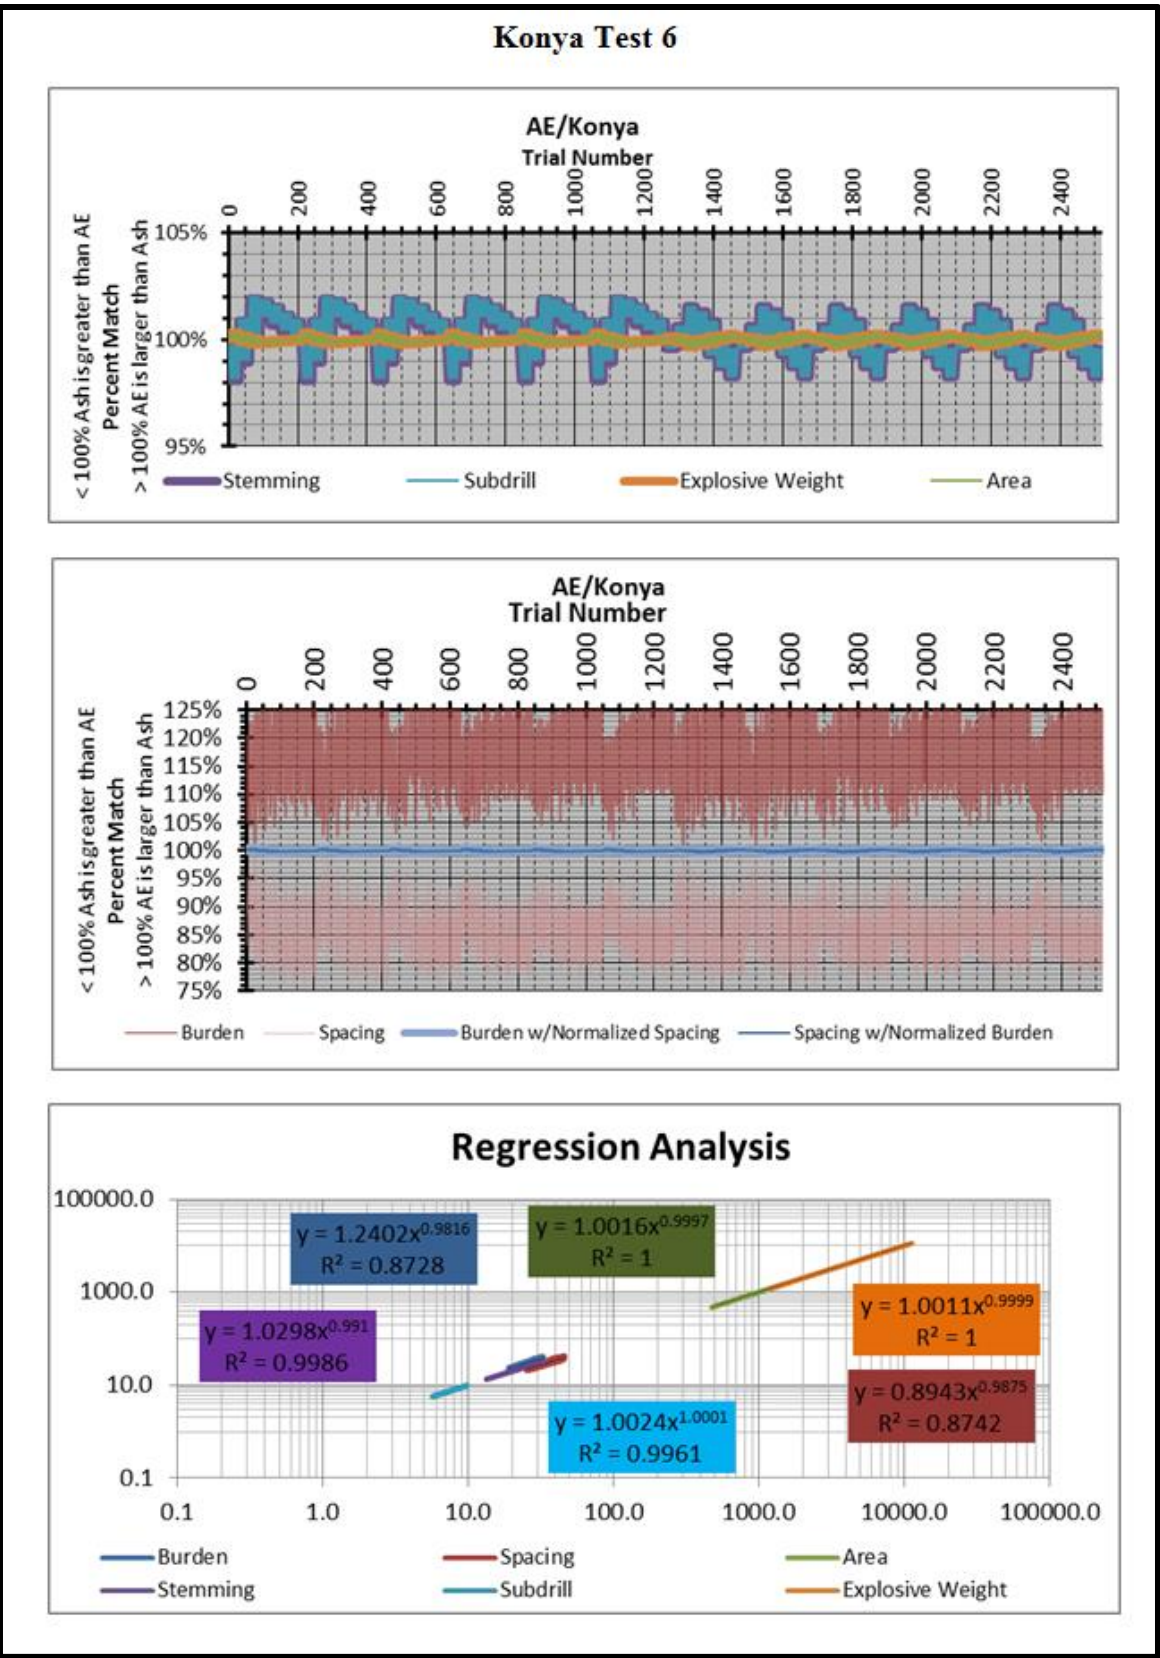 Konya Test 6
AE/Konya
Trial Number
0 200 400 600 800 1000 1200 1400 1600 1800 2000 2200 2400
< 100% Ash is greater than AE
Percent Match
> 100% AE is larger than Ash
105%
100%
95%
Stemming Subdrill Explosive Weight Area
AE/Konya
Trial Number
0 200 400 600 800 1000 1200 1400 1600 1800 2000 2200 2400
< 100% Ash is greater than AE
Percent Match
> 100% AE is larger than Ash
125%
120%
115%
110%
105%
100%
95%
90%
85%
80%
75%
Burden Spacing Burden w/Normalized Spacing Spacing w/Normalized Burden
Regression Analysis
100000.0
1000.0
10.0
0.1
y = 1.2402x^0.9816
R² = 0.8728
y = 1.0016x^0.9997
R² = 1
y = 1.0011x^0.9999
R² = 1
y = 1.0298x^0.991
R² = 0.9986
y = 0.8943x^0.9875
R² = 0.8742
y = 1.0024x^1.0001
R² = 0.9961
0.1 1.0 10.0 100.0 1000.0 10000.0 100000.0
Burden Spacing Area
Stemming Subdrill Explosive Weight